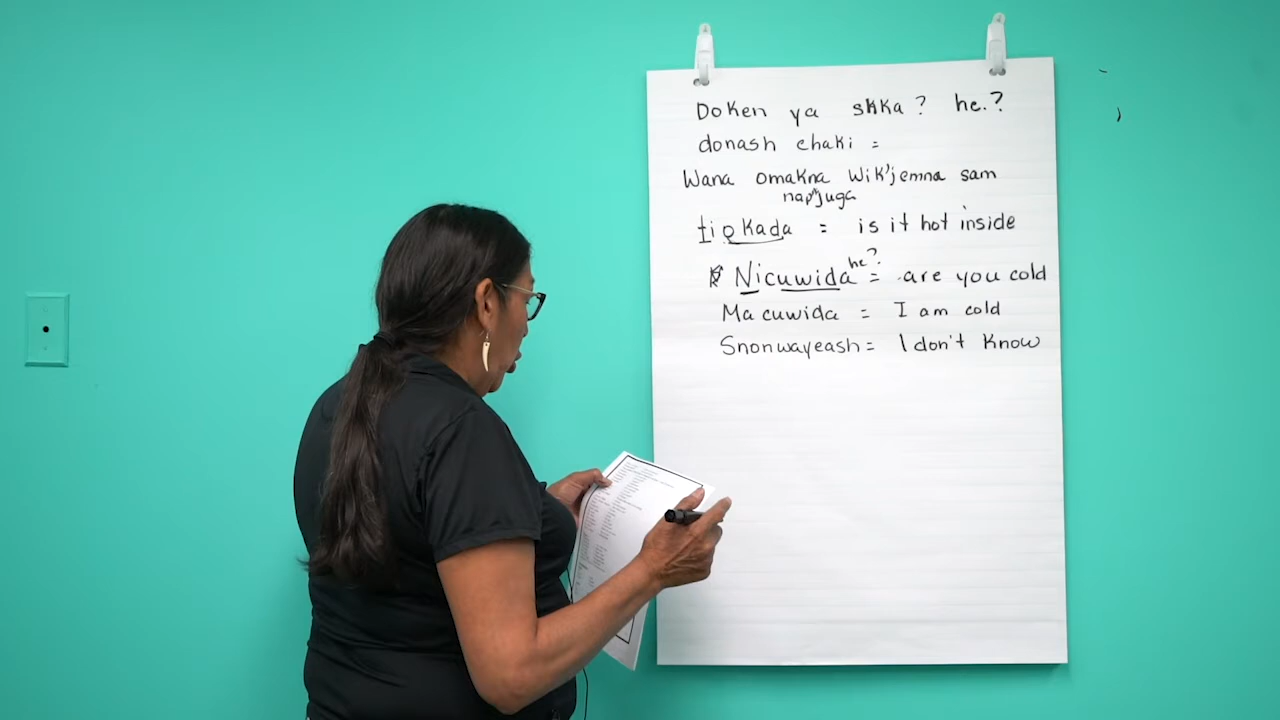 Doken ya skka? he.?
donash chaki =
Wana omakna Wik'jemna sam
nap'juga
tiọkada = is it hot inside
he?
Nicuwida = are you cold
Macuwida = I am cold
Snonwayeash = I don't know